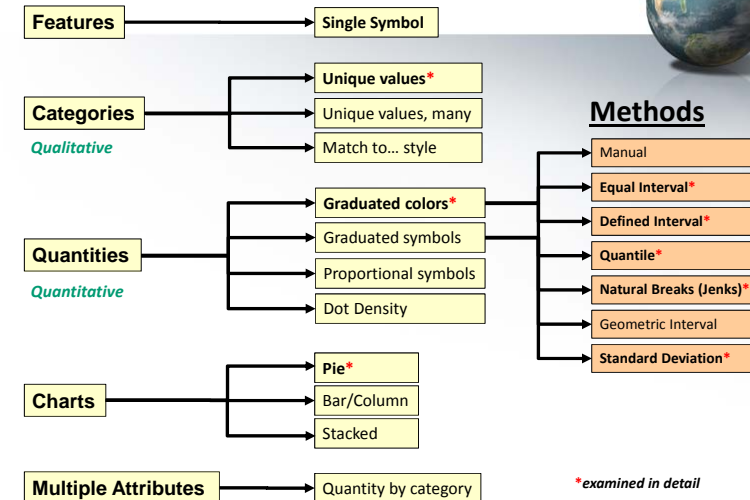 Features
Single Symbol
Categories
Qualitative
Unique values*
Unique values, many
Match to... style
Quantities
Quantitative
Graduated colors*
Graduated symbols
Proportional symbols
Dot Density
Methods
Manual
Equal Interval*
Defined Interval*
Quantile*
Natural Breaks (Jenks)*
Geometric Interval
Standard Deviation*
Charts
Pie*
Bar/Column
Stacked
Multiple Attributes
Quantity by category
*examined in detail